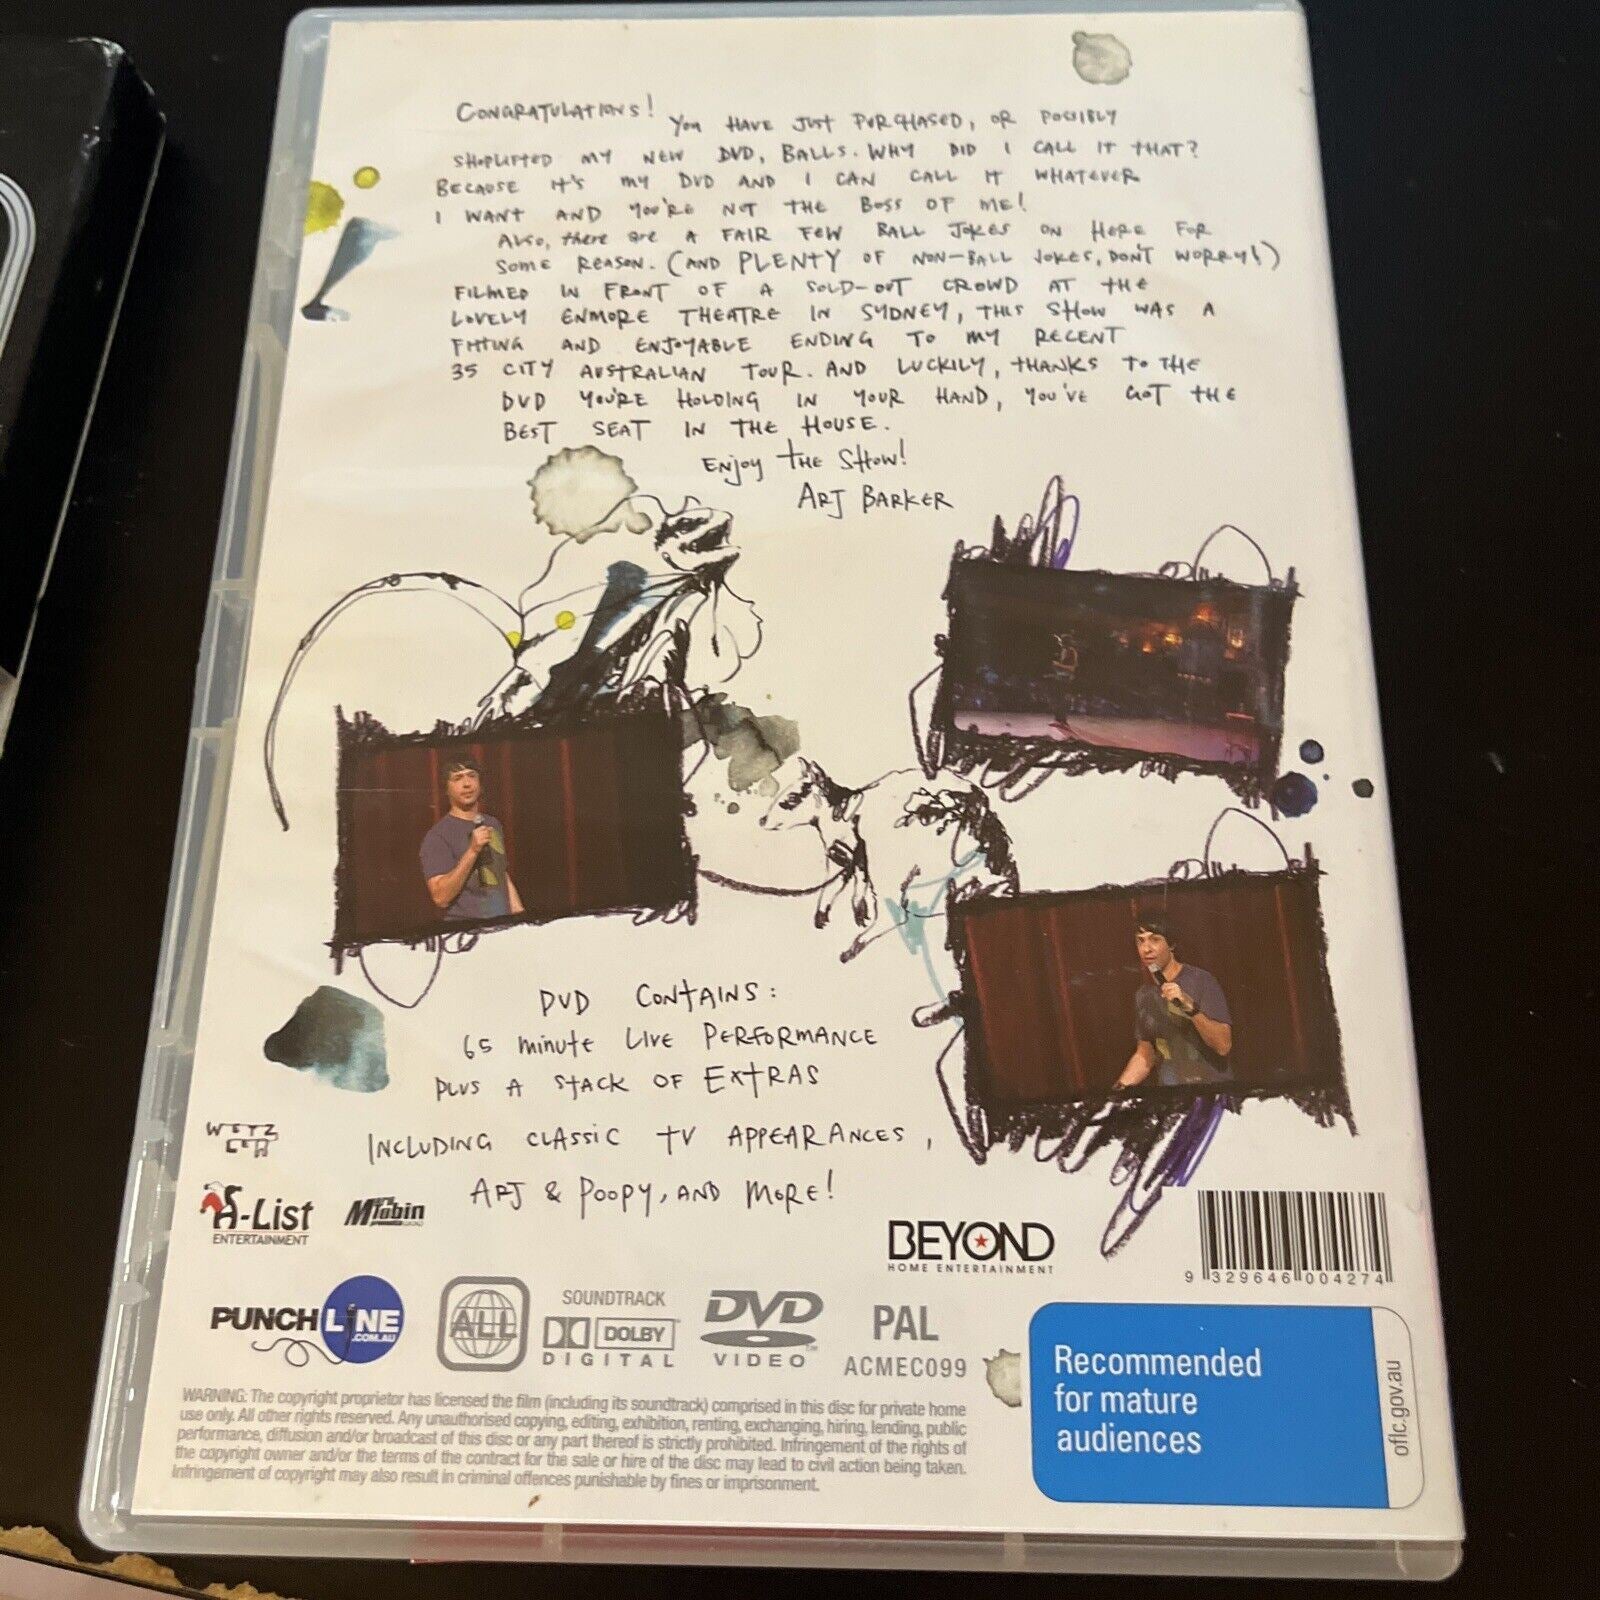 CONGRATULATIONS! YOU HAVE JUST PURCHASED, OR POSSIBLY
SHOPLIFTED MY NEW DVD, BALLS. WHY DID I CALL IT THAT?
BECAUSE IT'S MY DVD AND I CAN CALL IT WHATEVER
I WANT AND YOU'RE NOT THE BOSS OF ME!
ALSO, there are A FAIR FEW BALL JOKES ON HERE FOR
SOME REASON. (AND PLENTY OF NON-BALL JOKES, DON'T WORRY!)
FILMED IN FRONT OF A SOLD-OUT CROWD AT THE
LOVELY ENMORE THEATRE IN SYDNEY, THIS SHOW WAS A
FITTING AND ENJOYABLE ENDING TO MY RECENT
35 CITY AUSTRALIAN TOUR. AND LUCKILY, THANKS TO THE
DVD YOU'RE HOLDING IN YOUR HAND, YOU'VE GOT THE
BEST SEAT IN THE HOUSE.
ENJOY THE SHOW!
ARJ BARKER
DVD CONTAINS:
65 minute LIVE PERFORMANCE
PLUS A STACK OF EXTRAS
INCLUDING CLASSIC TV APPEARANCES,
ARJ & POOPY, AND MORE!
A-List
ENTERTAINMENT
Tobin
BEYOND
HOME ENTERTAINMENT
9 329646 004274
PUNCHLINE
.COM.AU
ALL
SOUNDTRACK
DOLBY
DIGITAL
DVD
VIDEO
PAL
ACMEC099
Recommended
for mature
audiences
oflc.gov.au
WARNING: The copyright proprietor has licensed the film (including its soundtrack) comprised in this disc for private home
use only. All other rights reserved. Any unauthorised copying, editing, exhibition, renting, exchanging, hiring, lending, public
performance, diffusion and/or broadcast of this disc or any part thereof is strictly prohibited. Infringement of the rights of
the copyright owner and/or the terms of the contract for the sale or hire of the disc may lead to civil action being taken.
Infringement of copyright may also result in criminal offences punishable by fines or imprisonment.